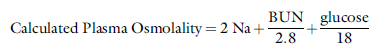 Calculated Plasma Osmolality = 2 Na + BUN/2.8 + glucose/18